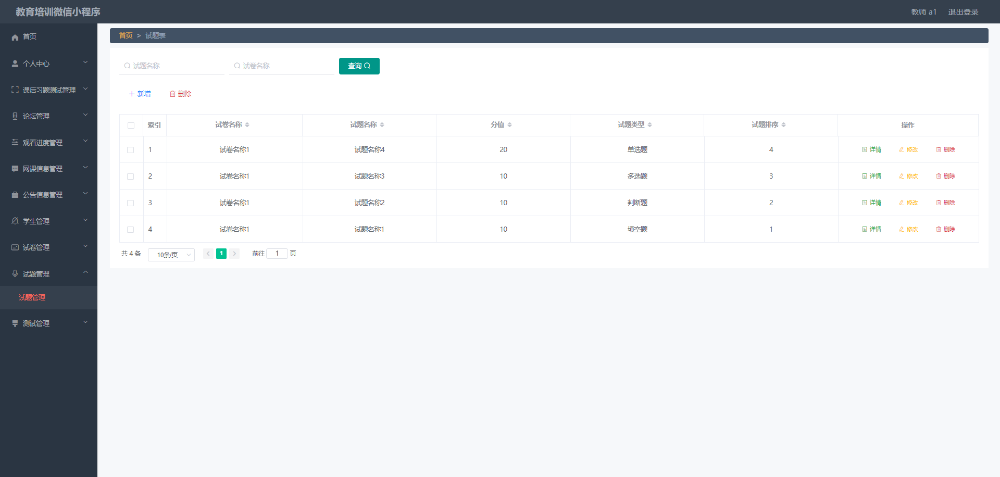 教育培训微信小程序
教师 a1 退出登录
首页
个人中心
课后习题测试管理
论坛管理
观看进度管理
网课信息管理
公告信息管理
学生管理
试卷管理
试题管理
试题管理
测试管理
首页 > 试题表
试题名称 试卷名称 查询
新增 删除
索引 试卷名称 试题名称 分值 试题类型 试题排序 操作
1 试卷名称1 试题名称4 20 单选题 4 详情 修改 删除
2 试卷名称1 试题名称3 10 多选题 3 详情 修改 删除
3 试卷名称1 试题名称2 10 判断题 2 详情 修改 删除
4 试卷名称1 试题名称1 10 填空题 1 详情 修改 删除
共 4 条 10条/页 1 前往 1 页